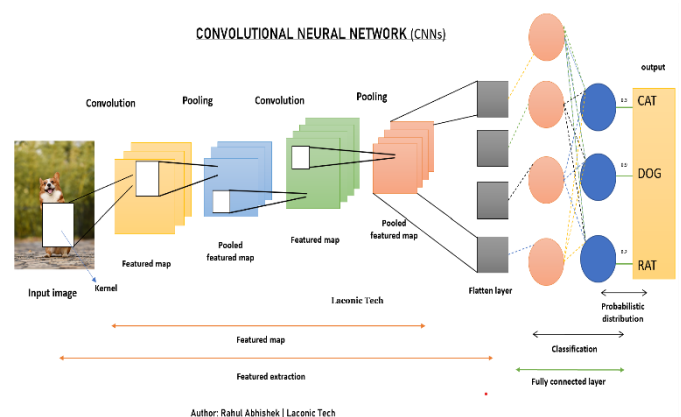 CONVOLUTIONAL NEURAL NETWORK (CNNs)
output
Convolution
Pooling
Convolution
Pooling
CAT
DOG
RAT
Input image
Kernel
Featured map
Pooled
featured map
Featured map
Pooled
featured map
Flatten layer
Laconic Tech
Probabilistic
distribution
Featured map
Classification
Featured extraction
Fully connected layer
Author: Rahul Abhishek | Laconic Tech